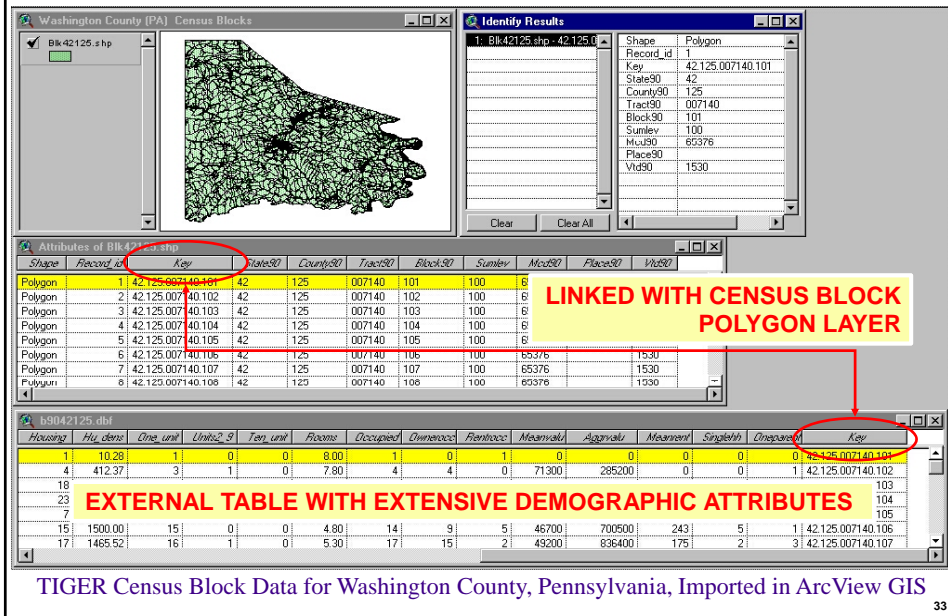 Washington County (PA) Census Blocks
Blk42125.shp
Identify Results
1: Blk42125.shp - 42.125.0
Shape Polygon
Record_id 1
Key 42.125.007140.101
State90 42
County90 125
Tract90 007140
Block90 101
Sumlev 100
Mcd90 65376
Place90
Vtd90 1530
Clear Clear All
Attributes of Blk42125.shp
Shape Record_id Key State90 County90 Tract90 Block90 Sumlev Mcd90 Place90 Vtd90
Polygon 1 42.125.007140.101 42 125 007140 101 100
Polygon 2 42.125.007140.102 42 125 007140 102 100
Polygon 3 42.125.007140.103 42 125 007140 103 100
Polygon 4 42.125.007140.104 42 125 007140 104 100
Polygon 5 42.125.007140.105 42 125 007140 105 100
Polygon 6 42.125.007140.106 42 125 007140 106 100 65376 1530
Polygon 7 42.125.007140.107 42 125 007140 107 100 65376 1530
Polygon 8 42.125.007140.108 42 125 007140 108 100 65376 1530
LINKED WITH CENSUS BLOCK
POLYGON LAYER
b9042125.dbf
Housing Hu_dens One_unit Units2_9 Ten_unit Rooms Occupied Ownerocc Rentrocc Meanvalu Aggrvalu Meanrent Singlehh Oneparent Key
1 10.28 1 0 0 8.00 1 0 1 0 0 0 0 0 42.125.007140.101
4 412.37 3 1 0 7.80 4 4 0 71300 285200 0 0 1 42.125.007140.102
18 103
23 104
7 105
EXTERNAL TABLE WITH EXTENSIVE DEMOGRAPHIC ATTRIBUTES
15 1500.00 15 0 0 4.80 14 9 5 46700 700500 243 5 1 42.125.007140.106
17 1465.52 16 1 0 5.30 17 15 2 49200 836400 175 2 3 42.125.007140.107
TIGER Census Block Data for Washington County, Pennsylvania, Imported in ArcView GIS
33